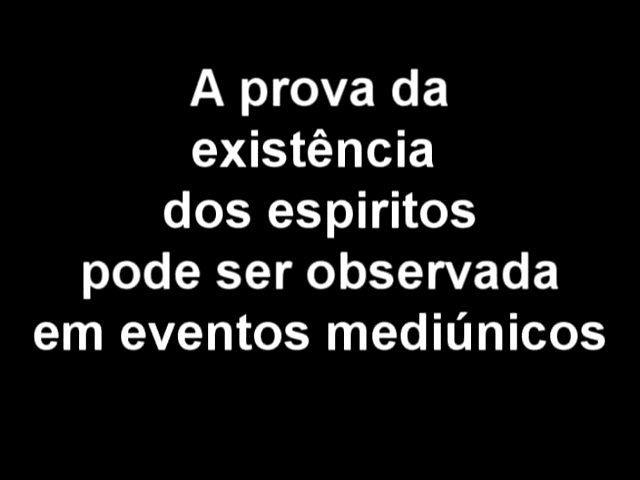 A prova da
existência
dos espiritos
pode ser observada
em eventos mediúnicos